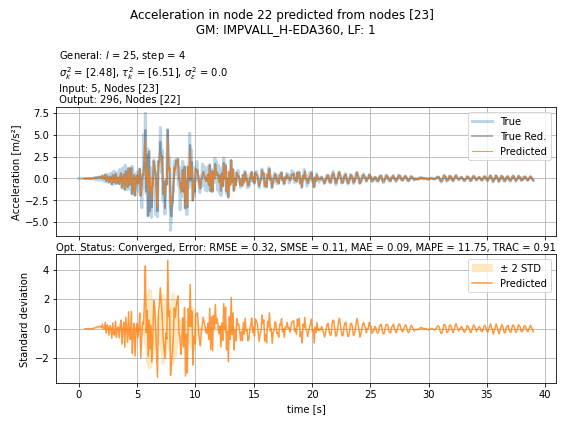 Acceleration in node 22 predicted from nodes [23]
GM: IMPVALL_H-EDA360, LF: 1
General: l = 25, step = 4
σ²ₖ = [2.48], τ²ₖ = [6.51], σ²ε = 0.0
Input: 5, Nodes [23]
Output: 296, Nodes [22]
Acceleration [m/s²]
7.5
5.0
2.5
0.0
−2.5
−5.0
True
True Red.
Predicted
Opt. Status: Converged, Error: RMSE = 0.32, SMSE = 0.11, MAE = 0.09, MAPE = 11.75, TRAC = 0.91
Standard deviation
4
2
0
−2
± 2 STD
Predicted
0 5 10 15 20 25 30 35 40
time [s]